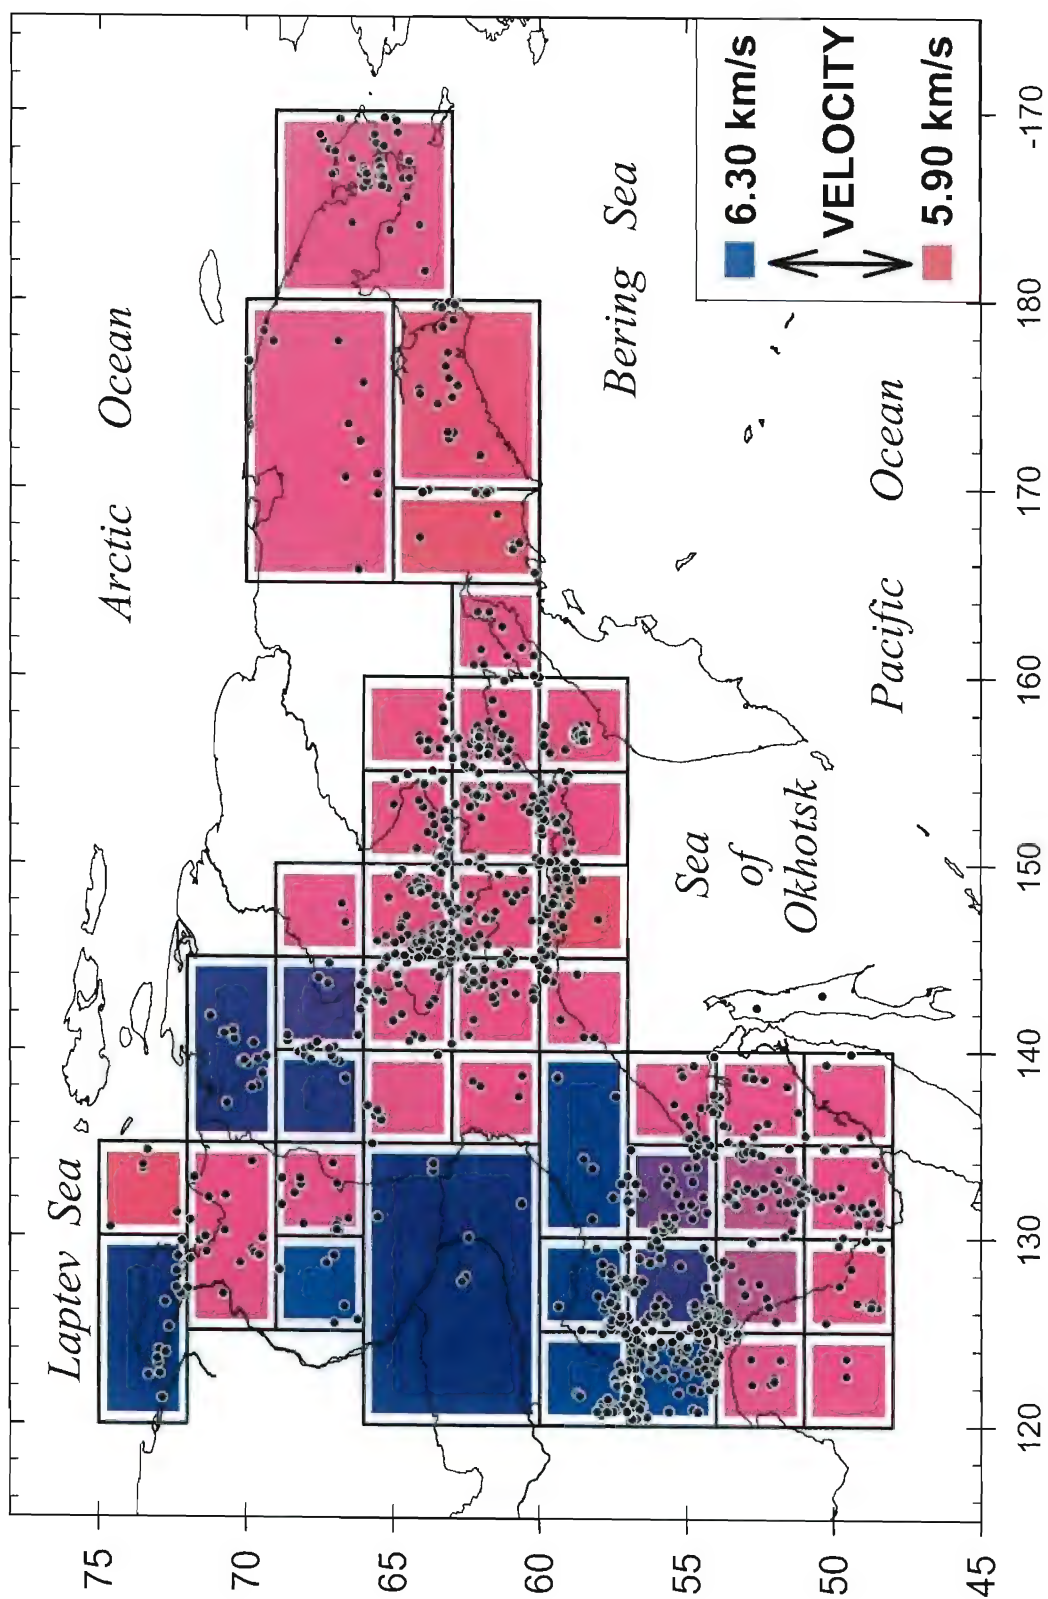 Arctic Ocean
Laptev Sea
Bering Sea
Sea
of
Okhotsk
Pacific Ocean
6.30 km/s
VELOCITY
5.90 km/s
75
70
65
60
55
50
45
120
130
140
150
160
170
180
-170